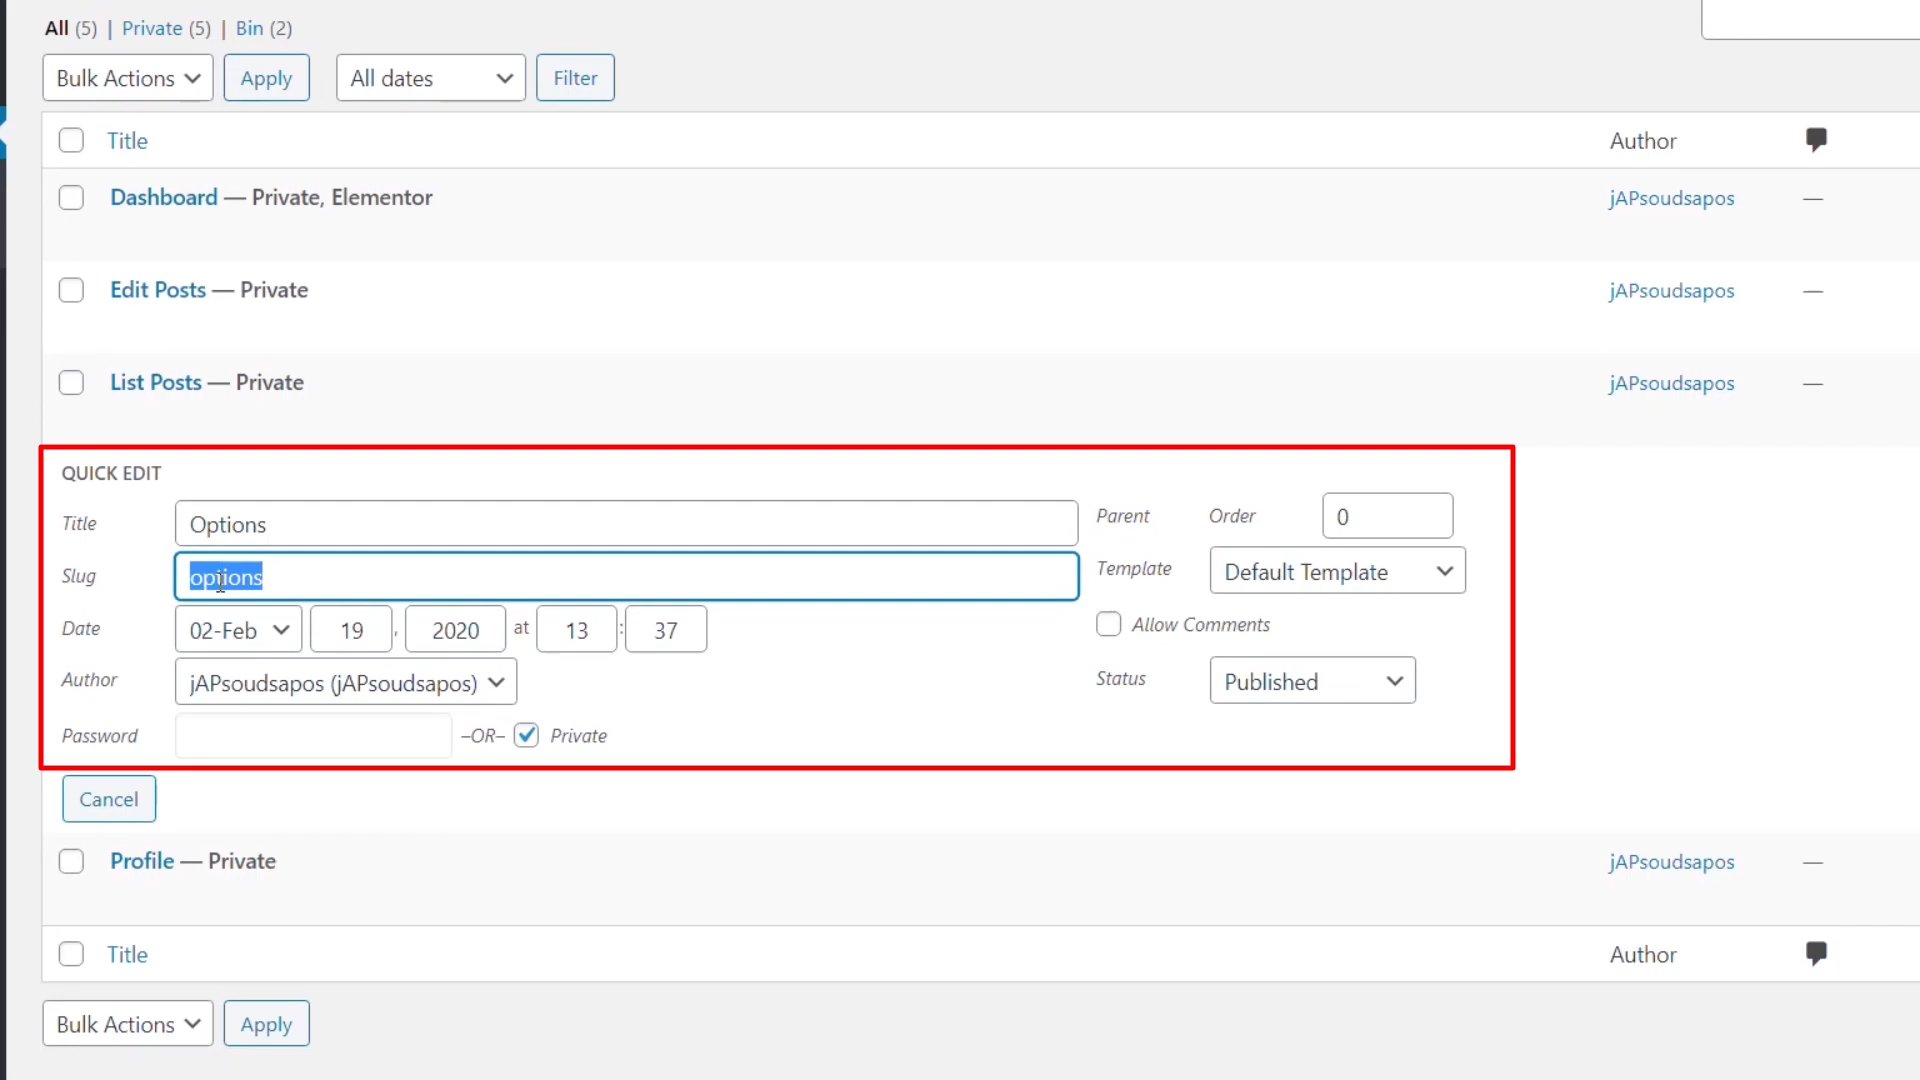 All (5) | Private (5) | Bin (2)
Bulk Actions Apply All dates Filter
Title Author
Dashboard — Private, Elementor jAPsoudsapos —
Edit Posts — Private jAPsoudsapos —
List Posts — Private jAPsoudsapos —
QUICK EDIT
Title Options Parent Order 0
Slug options Template Default Template
Date 02-Feb 19 , 2020 at 13 : 37 Allow Comments
Author jAPsoudsapos (jAPsoudsapos) Status Published
Password –OR– Private
Cancel
Profile — Private jAPsoudsapos —
Title Author
Bulk Actions Apply